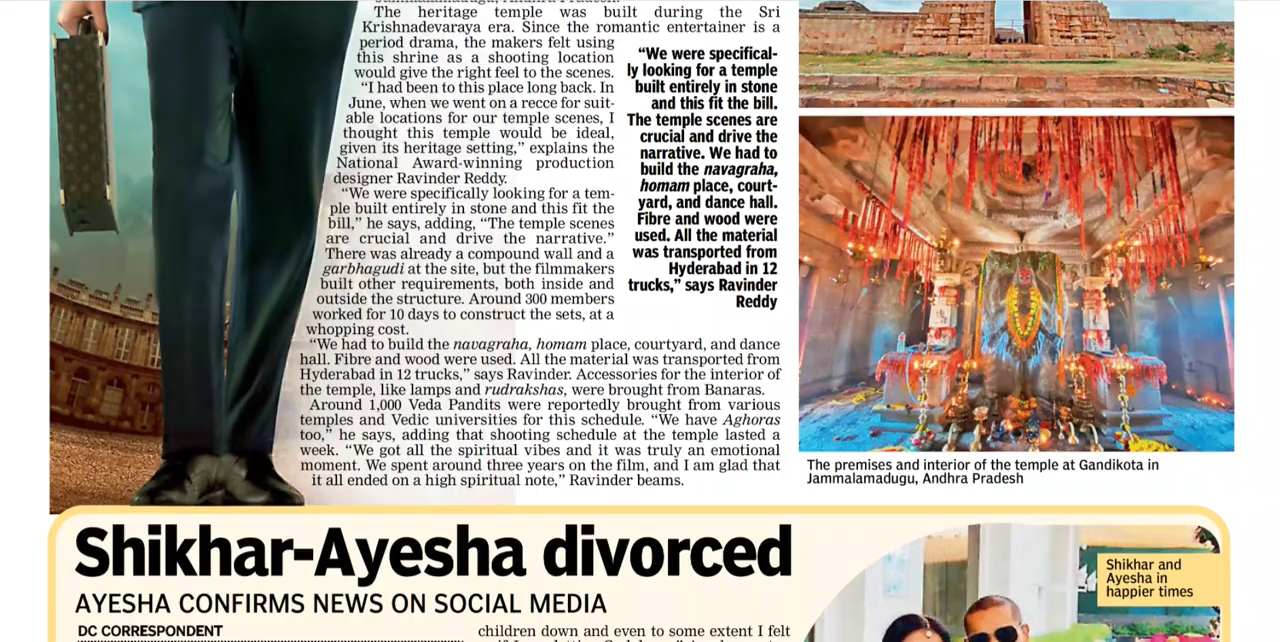 The heritage temple was built during the Sri
Krishnadevaraya era. Since the romantic entertainer is a
period drama, the makers felt using
this shrine as a shooting location
would give the right feel to the scenes.
“I had been to this place long back. In
June, when we went on a recce for suit-
able locations for our temple scenes, I
thought this temple would be ideal,
given its heritage setting,” explains the
National Award-winning production
designer Ravinder Reddy.
“We were specifically looking for a tem-
ple built entirely in stone and this fit the
bill,” he says, adding, “The temple scenes
are crucial and drive the narrative.”
There was already a compound wall and a
garbhagudi at the site, but the filmmakers
built other requirements, both inside and
outside the structure. Around 300 members
worked for 10 days to construct the sets, at a
whopping cost.
“We had to build the navagraha, homam place, courtyard, and dance
hall. Fibre and wood were used. All the material was transported from
Hyderabad in 12 trucks,” says Ravinder. Accessories for the interior of
the temple, like lamps and rudrakshas, were brought from Banaras.
Around 1,000 Veda Pandits were reportedly brought from various
temples and Vedic universities for this schedule. “We have Aghoras
too,” he says, adding that shooting schedule at the temple lasted a
week. “We got all the spiritual vibes and it was truly an emotional
moment. We spent around three years on the film, and I am glad that
it all ended on a high spiritual note,” Ravinder beams.
“We were specifical-
ly looking for a temple
built entirely in stone
and this fit the bill.
The temple scenes are
crucial and drive the
narrative. We had to
build the navagraha,
homam place, court-
yard, and dance hall.
Fibre and wood were
used. All the material
was transported from
Hyderabad in 12
trucks,” says Ravinder
Reddy
The premises and interior of the temple at Gandikota in
Jammalamadugu, Andhra Pradesh
Shikhar-Ayesha divorced
AYESHA CONFIRMS NEWS ON SOCIAL MEDIA
DC CORRESPONDENT
children down and even to some extent I felt
Shikhar and
Ayesha in
happier times